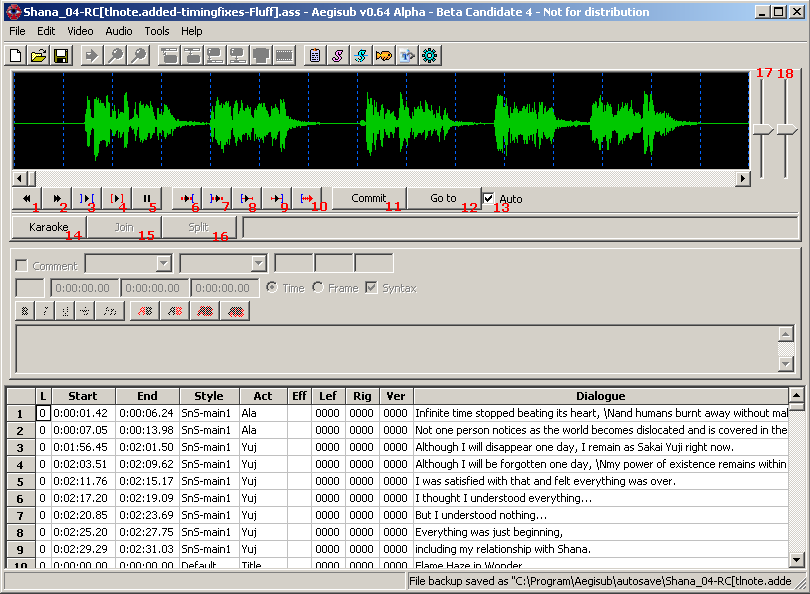 Shana_04-RC[tlnote.added-timingfixes-Fluff].ass - Aegisub v0.64 Alpha - Beta Candidate 4 - Not for distribution
File Edit Video Audio Tools Help
17 18
1 2 3 4 5 6 7 8 9 10 Commit 11 Go to 12 Auto 13
Karaoke 14 Join 15 Split 16
Comment
0:00:00.00 0:00:00.00 0:00:00.00 Time Frame Syntax
B I U S fn AB AB AB AB
L Start End Style Act Eff Lef Rig Ver Dialogue
1 0 0:00:01.42 0:00:06.24 SnS-main1 Ala 0000 0000 0000 Infinite time stopped beating its heart, \Nand humans burnt away without mal
2 0 0:00:07.05 0:00:13.98 SnS-main1 Ala 0000 0000 0000 Not one person notices as the world becomes dislocated and is covered in the
3 0 0:01:56.45 0:02:01.50 SnS-main1 Yuj 0000 0000 0000 Although I will disappear one day, I remain as Sakai Yuji right now.
4 0 0:02:03.51 0:02:09.62 SnS-main1 Yuj 0000 0000 0000 Although I will be forgotten one day, \Nmy power of existence remains within
5 0 0:02:11.76 0:02:15.17 SnS-main1 Yuj 0000 0000 0000 I was satisfied with that and felt everything was over.
6 0 0:02:17.20 0:02:19.09 SnS-main1 Yuj 0000 0000 0000 I thought I understood everything...
7 0 0:02:20.85 0:02:23.69 SnS-main1 Yuj 0000 0000 0000 But I understood nothing...
8 0 0:02:25.20 0:02:27.75 SnS-main1 Yuj 0000 0000 0000 Everything was just beginning,
9 0 0:02:29.29 0:02:31.03 SnS-main1 Yuj 0000 0000 0000 including my relationship with Shana.
10 0 0:00:00.00 0:00:00.00 Default Title 0000 0000 0000 Flame Haze in Wonder
File backup saved as "C:\Program\Aegisub\autosave\Shana_04-RC[tlnote.adde